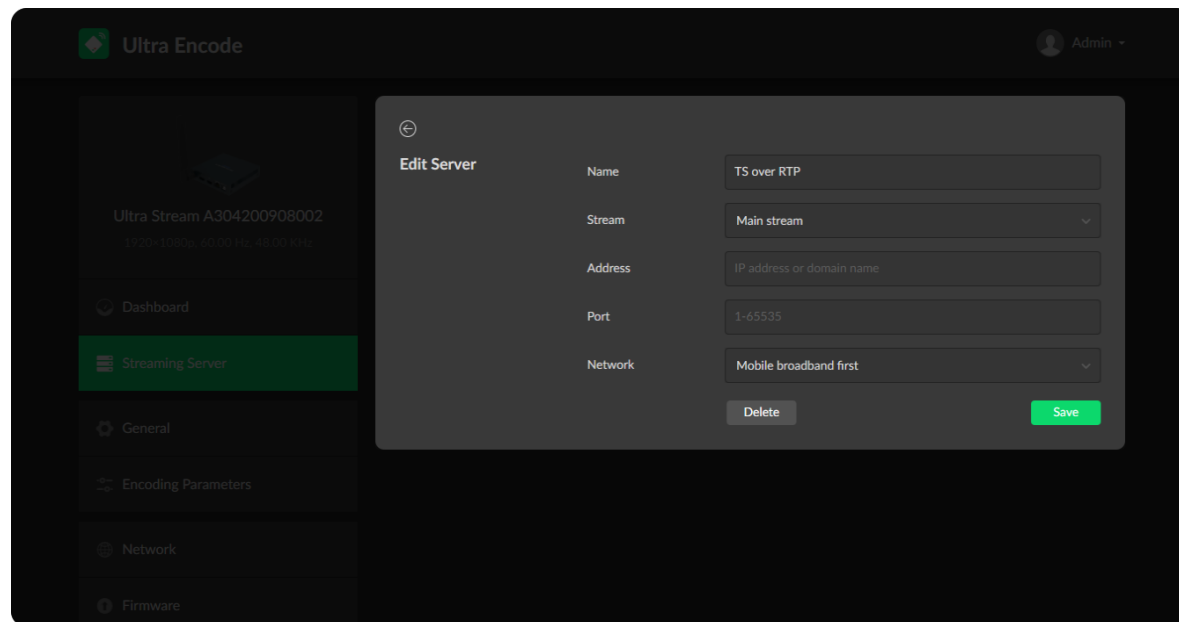 Ultra Encode
Admin
Ultra Stream A304200908002
1920×1080p, 60.00 Hz, 48.00 KHz
Dashboard
Streaming Server
General
Encoding Parameters
Network
Firmware
Edit Server
Name
TS over RTP
Stream
Main stream
Address
IP address or domain name
Port
1-65535
Network
Mobile broadband first
Delete
Save